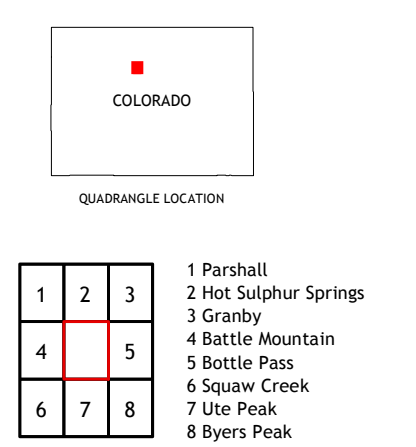 COLORADO
QUADRANGLE LOCATION
1 2 3
4 5
6 7 8
1 Parshall
2 Hot Sulphur Springs
3 Granby
4 Battle Mountain
5 Bottle Pass
6 Squaw Creek
7 Ute Peak
8 Byers Peak